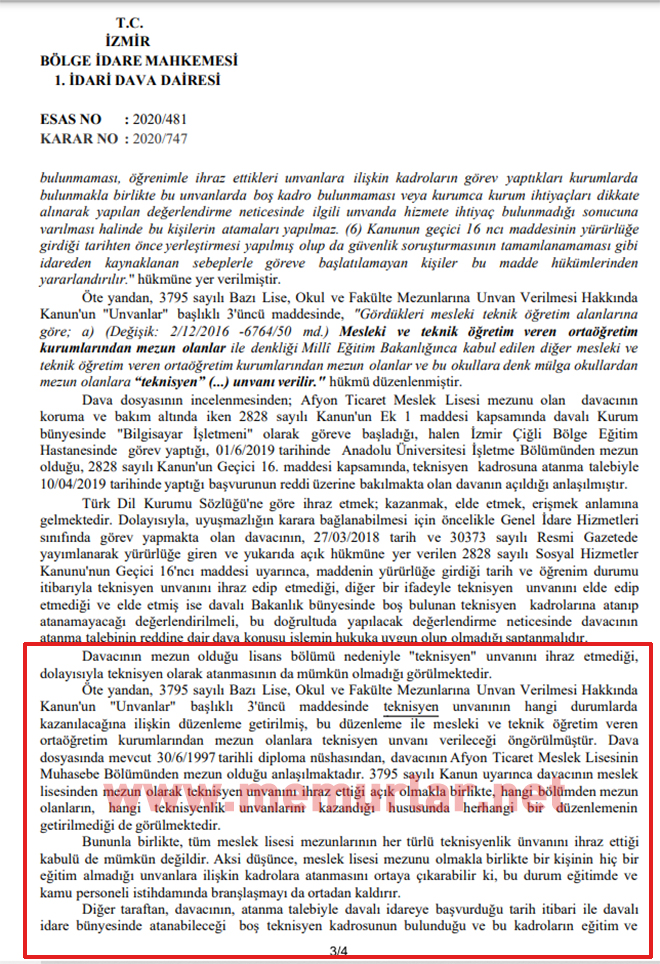 T.C.
İZMİR
BÖLGE İDARE MAHKEMESİ
1. İDARİ DAVA DAİRESİ
ESAS NO : 2020/481
KARAR NO : 2020/747
bulunmaması, öğrenimle ihraz ettikleri unvanlara ilişkin kadroların görev yaptıkları kurumlarda
bulunmakla birlikte bu unvanlarda boş kadro bulunmaması veya kurumca kurum ihtiyaçları dikkate
alınarak yapılan değerlendirme neticesinde ilgili unvanda hizmete ihtiyaç bulunmadığı sonucuna
varılması halinde bu kişilerin atamaları yapılmaz. (6) Kanunun geçici 16 ncı maddesinin yürürlüğe
girdiği tarihten önce yerleştirmesi yapılmış olup da güvenlik soruşturmasının tamamlanamaması gibi
idareden kaynaklanan sebeplerle göreve başlatılamayan kişiler bu madde hükümlerinden
yararlandırılır." hükmüne yer verilmiştir.
Öte yandan, 3795 sayılı Bazı Lise, Okul ve Fakülte Mezunlarına Unvan Verilmesi Hakkında
Kanun'un "Unvanlar" başlıklı 3'üncü maddesinde, "Gördükleri mesleki teknik öğretim alanlarına
göre; a) (Değişik: 2/12/2016 -6764/50 md.) Mesleki ve teknik öğretim veren ortaöğretim
kurumlarından mezun olanlar ile denkliği Millî Eğitim Bakanlığınca kabul edilen diğer mesleki ve
teknik öğretim veren ortaöğretim kurumlarından mezun olanlar ve bu okullara denk mülga okullardan
mezun olanlara “teknisyen” (...) unvanı verilir." hükmü düzenlenmiştir.
Dava dosyasının incelenmesinden; Afyon Ticaret Meslek Lisesi mezunu olan davacının
koruma ve bakım altında iken 2828 sayılı Kanun'un Ek 1 maddesi kapsamında davalı Kurum
bünyesinde "Bilgisayar İşletmeni" olarak göreve başladığı, halen İzmir Çiğli Bölge Eğitim
Hastanesinde görev yaptığı, 01/6/2019 tarihinde Anadolu Üniversitesi İşletme Bölümünden mezun
olduğu, 2828 sayılı Kanun'un Geçici 16. maddesi kapsamında, teknisyen kadrosuna atanma talebiyle
10/04/2019 tarihinde yaptığı başvurunun reddi üzerine bakılmakta olan davanın açıldığı anlaşılmıştır.
Türk Dil Kurumu Sözlüğü'ne göre ihraz etmek; kazanmak, elde etmek, erişmek anlamına
gelmektedir. Dolayısıyla, uyuşmazlığın karara bağlanabilmesi için öncelikle Genel İdare Hizmetleri
sınıfında görev yapmakta olan davacının, 27/03/2018 tarih ve 30373 sayılı Resmi Gazetede
yayımlanarak yürürlüğe giren ve yukarıda açık hükmüne yer verilen 2828 sayılı Sosyal Hizmetler
Kanunu'nun Geçici 16'ncı maddesi uyarınca, maddenin yürürlüğe girdiği tarih ve öğrenim durumu
itibarıyla teknisyen unvanını ihraz edip etmediği, diğer bir ifadeyle teknisyen unvanını elde edip
etmediği ve elde etmiş ise davalı Bakanlık bünyesinde boş bulunan teknisyen kadrolarına atanıp
atanamayacağı değerlendirilmeli, bu doğrultuda yapılacak değerlendirme neticesinde davacının
atanma talebinin reddine dair dava konusu işlemin hukuka uygun olup olmadığı saptanmalıdır.
Davacının mezun olduğu lisans bölümü nedeniyle "teknisyen" unvanını ihraz etmediği,
dolayısıyla teknisyen olarak atanmasının da mümkün olmadığı görülmektedir.
Öte yandan, 3795 sayılı Bazı Lise, Okul ve Fakülte Mezunlarına Unvan Verilmesi Hakkında
Kanun'un "Unvanlar" başlıklı 3'üncü maddesinde teknisyen unvanının hangi durumlarda
kazanılacağına ilişkin düzenleme getirilmiş, bu düzenleme ile mesleki ve teknik öğretim veren
ortaöğretim kurumlarından mezun olanlara teknisyen unvanı verileceği öngörülmüştür. Dava
dosyasında mevcut 30/6/1997 tarihli diploma nüshasından, davacının Afyon Ticaret Meslek Lisesinin
Muhasebe Bölümünden mezun olduğu anlaşılmaktadır. 3795 sayılı Kanun uyarınca davacının meslek
lisesinden mezun olarak teknisyen unvanını ihraz ettiği açık olmakla birlikte, hangi bölümden mezun
olanların, hangi teknisyenlik unvanlarını kazandığı hususunda herhangi bir düzenlemenin
getirilmediği de görülmektedir.
www.memurlar.net
Bununla birlikte, tüm meslek lisesi mezunlarının her türlü teknisyenlik ünvanını ihraz ettiği
kabulü de mümkün değildir. Aksi düşünce, meslek lisesi mezunu olmakla birlikte bir kişinin hiç bir
eğitim almadığı unvanlara ilişkin kadrolara atanmasını ortaya çıkarabilir ki, bu durum eğitimde ve
kamu personeli istihdamında branşlaşmayı da ortadan kaldırır.
Diğer taraftan, davacının, atanma talebiyle davalı idareye başvurduğu tarih itibari ile davalı
idare bünyesinde atanabileceği boş teknisyen kadrosunun bulunduğu ve bu kadroların eğitim ve
3/4